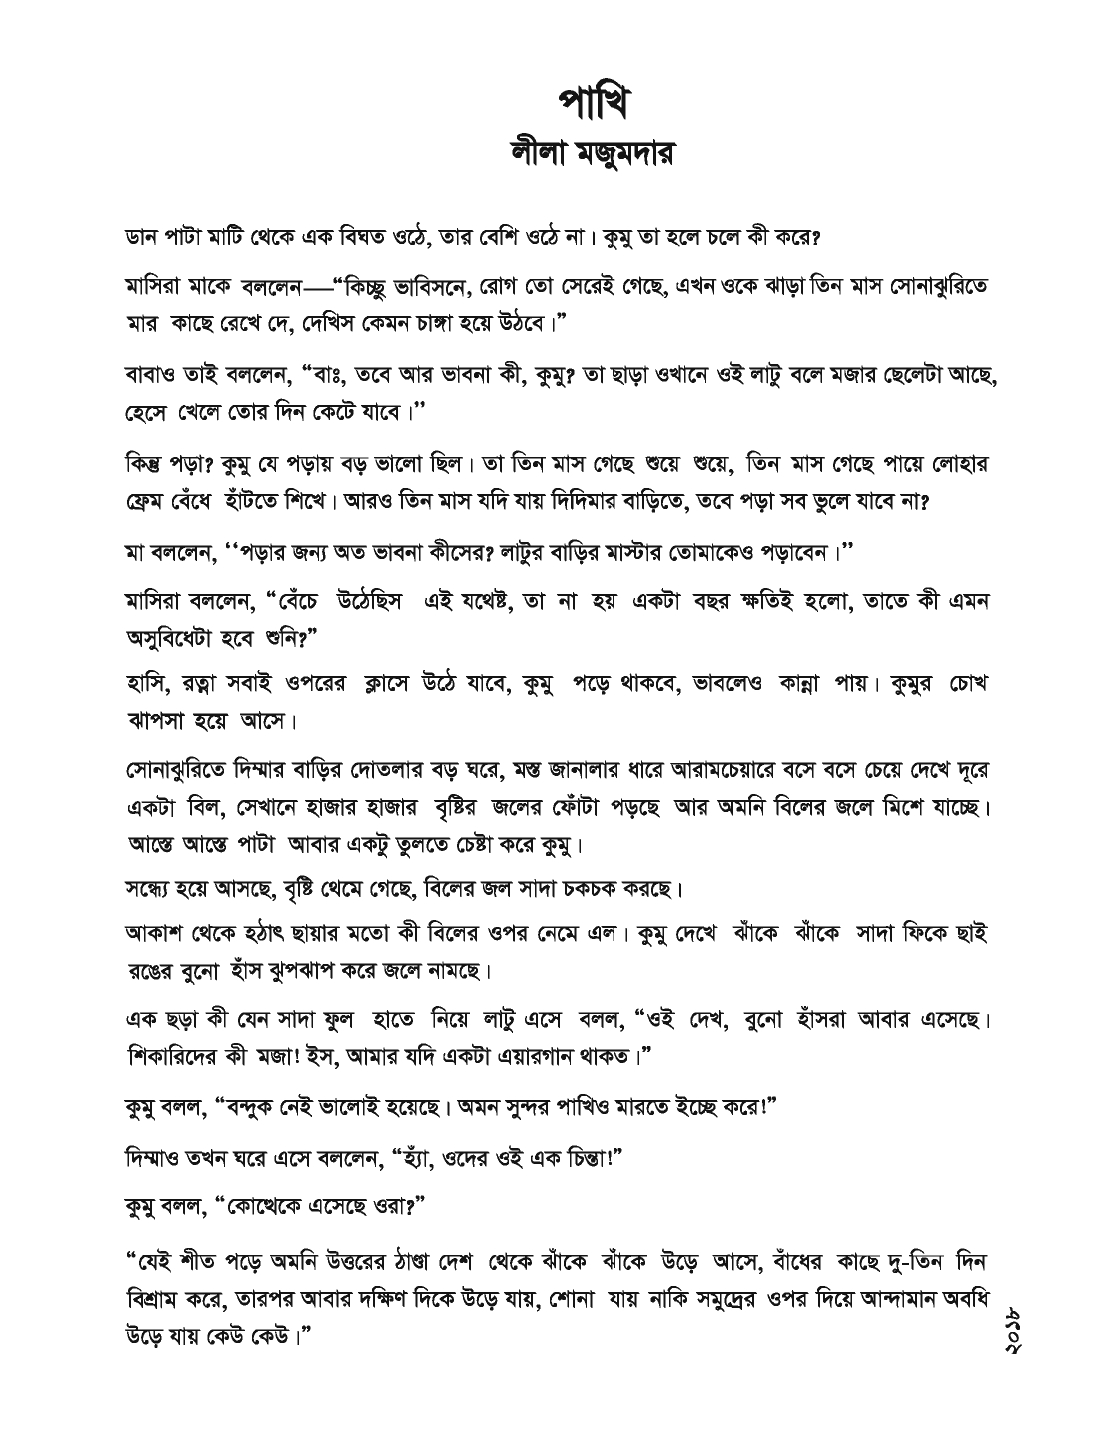 পাখি
লীলা মজুমদার
ডান পাটা মাটি থেকে এক বিঘত ওঠে, তার বেশি ওঠে না। কুমু তা হলে চলে কী করে?
মাসিরা মাকে বললেন—“কিচ্ছু ভাবিসনে, রোগ তো সেরেই গেছে, এখন ওকে ঝাড়া তিন মাস সোনাঝুরিতে
মার কাছে রেখে দে, দেখিস কেমন চাঙ্গা হয়ে উঠবে।”
বাবাও তাই বললেন, “বাঃ, তবে আর ভাবনা কী, কুমু? তা ছাড়া ওখানে ওই লাটু বলে মজার ছেলেটা আছে,
হেসে খেলে তোর দিন কেটে যাবে।’’
কিন্তু পড়া? কুমু যে পড়ায় বড় ভালো ছিল। তা তিন মাস গেছে শুয়ে শুয়ে, তিন মাস গেছে পায়ে লোহার
ফ্রেম বেঁধে হাঁটতে শিখে। আরও তিন মাস যদি যায় দিদিমার বাড়িতে, তবে পড়া সব ভুলে যাবে না?
মা বললেন, ‘‘পড়ার জন্য অত ভাবনা কীসের? লাটুর বাড়ির মাস্টার তোমাকেও পড়াবেন।’’
মাসিরা বললেন, “বেঁচে উঠেছিস এই যথেষ্ট, তা না হয় একটা বছর ক্ষতিই হলো, তাতে কী এমন
অসুবিধেটা হবে শুনি?”
হাসি, রত্না সবাই ওপরের ক্লাসে উঠে যাবে, কুমু পড়ে থাকবে, ভাবলেও কান্না পায়। কুমুর চোখ
ঝাপসা হয়ে আসে।
সোনাঝুরিতে দিম্মার বাড়ির দোতলার বড় ঘরে, মস্ত জানালার ধারে আরামচেয়ারে বসে বসে চেয়ে দেখে দূরে
একটা বিল, সেখানে হাজার হাজার বৃষ্টির জলের ফোঁটা পড়ছে আর অমনি বিলের জলে মিশে যাচ্ছে।
আস্তে আস্তে পাটা আবার একটু তুলতে চেষ্টা করে কুমু।
সন্ধ্যে হয়ে আসছে, বৃষ্টি থেমে গেছে, বিলের জল সাদা চকচক করছে।
আকাশ থেকে হঠাৎ ছায়ার মতো কী বিলের ওপর নেমে এল। কুমু দেখে ঝাঁকে ঝাঁকে সাদা ফিকে ছাই
রঙের বুনো হাঁস ঝুপঝাপ করে জলে নামছে।
এক ছড়া কী যেন সাদা ফুল হাতে নিয়ে লাটু এসে বলল, “ওই দেখ, বুনো হাঁসরা আবার এসেছে।
শিকারিদের কী মজা! ইস, আমার যদি একটা এয়ারগান থাকত।”
কুমু বলল, “বন্দুক নেই ভালোই হয়েছে। অমন সুন্দর পাখিও মারতে ইচ্ছে করে!”
দিম্মাও তখন ঘরে এসে বললেন, “হ্যাঁ, ওদের ওই এক চিন্তা!”
কুমু বলল, “কোত্থেকে এসেছে ওরা?”
“যেই শীত পড়ে অমনি উত্তরের ঠাণ্ডা দেশ থেকে ঝাঁকে ঝাঁকে উড়ে আসে, বাঁধের কাছে দু-তিন দিন
বিশ্রাম করে, তারপর আবার দক্ষিণ দিকে উড়ে যায়, শোনা যায় নাকি সমুদ্রের ওপর দিয়ে আন্দামান অবধি
উড়ে যায় কেউ কেউ।”
২০১৮